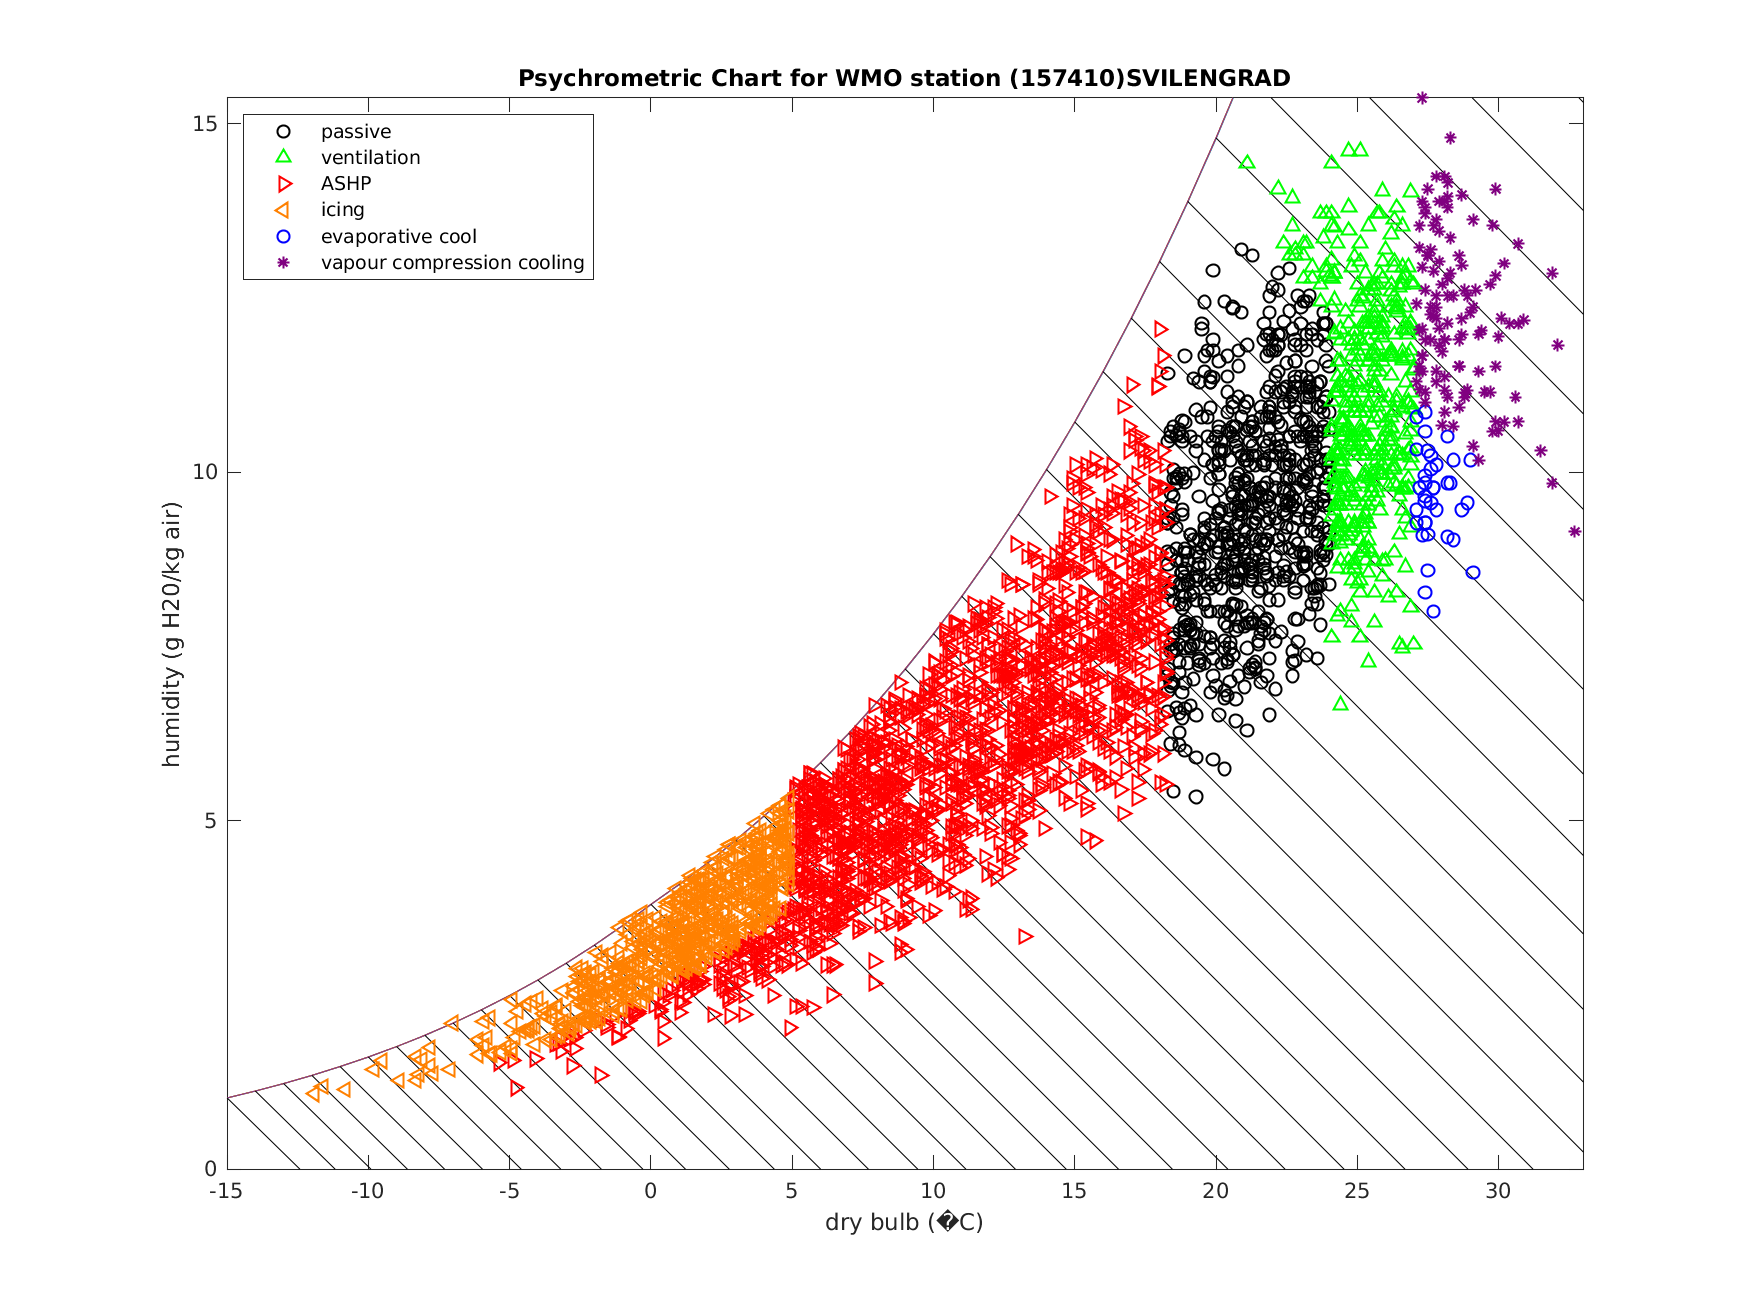 Psychrometric Chart for WMO station (157410)SVILENGRAD
passive
ventilation
ASHP
icing
evaporative cool
vapour compression cooling
humidity (g H20/kg air)
15
10
5
0
-15 -10 -5 0 5 10 15 20 25 30
dry bulb (�C)